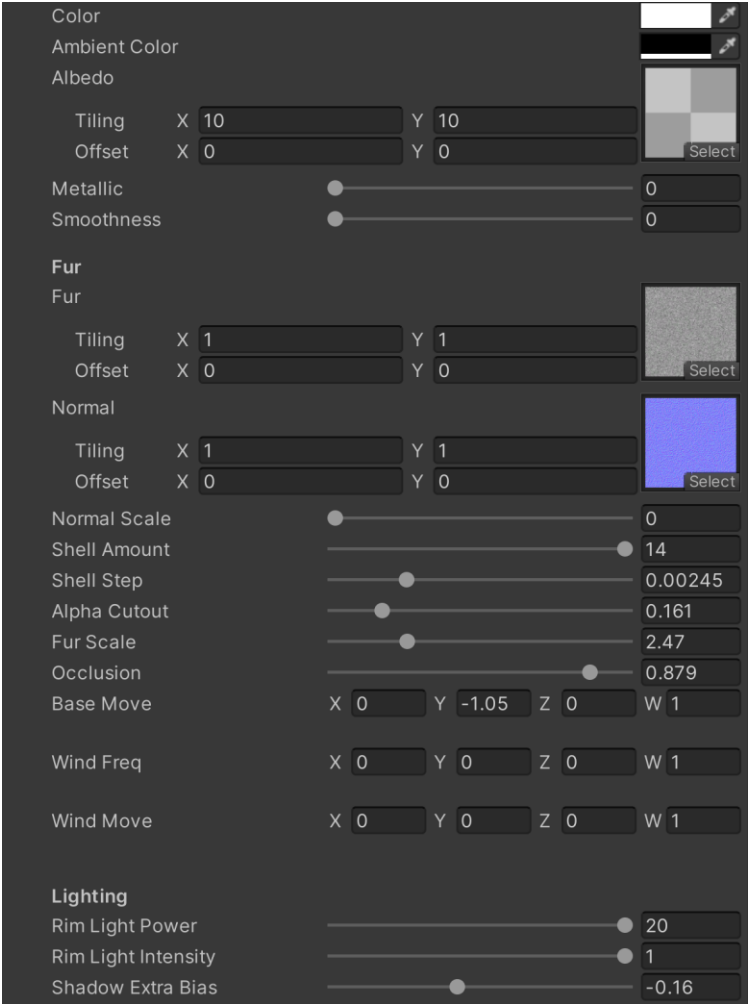 Color
Ambient Color
Albedo
Tiling X 10 Y 10
Offset X 0 Y 0 Select
Metallic 0
Smoothness 0
Fur
Fur
Tiling X 1 Y 1
Offset X 0 Y 0 Select
Normal
Tiling X 1 Y 1
Offset X 0 Y 0 Select
Normal Scale 0
Shell Amount 14
Shell Step 0.00245
Alpha Cutout 0.161
Fur Scale 2.47
Occlusion 0.879
Base Move X 0 Y -1.05 Z 0 W 1
Wind Freq X 0 Y 0 Z 0 W 1
Wind Move X 0 Y 0 Z 0 W 1
Lighting
Rim Light Power 20
Rim Light Intensity 1
Shadow Extra Bias -0.16